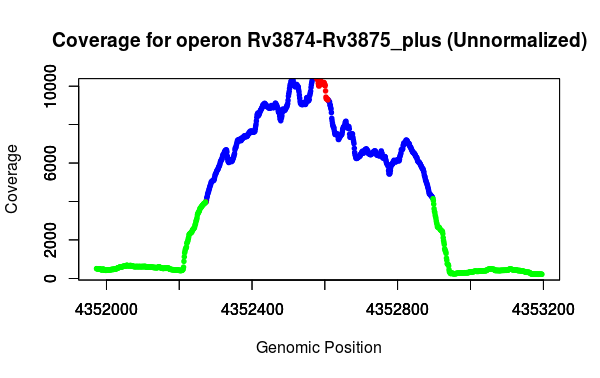 Coverage for operon Rv3874-Rv3875_plus (Unnormalized)
Coverage
10000
6000
2000
0
4352000 4352400 4352800 4353200
Genomic Position